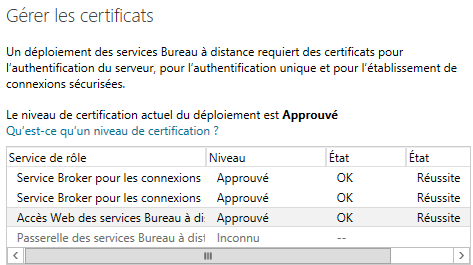 Gérer les certificats
Un déploiement des services Bureau à distance requiert des certificats pour
l'authentification du serveur, pour l'authentification unique et pour l'établissement de
connexions sécurisées.
Le niveau de certification actuel du déploiement est Approuvé
Qu'est-ce qu'un niveau de certification ?
Service de rôle Niveau État État
Service Broker pour les connexions Approuvé OK Réussite
Service Broker pour les connexions Approuvé OK Réussite
Accès Web des services Bureau à di Approuvé OK Réussite
Passerelle des services Bureau à dist Inconnu --